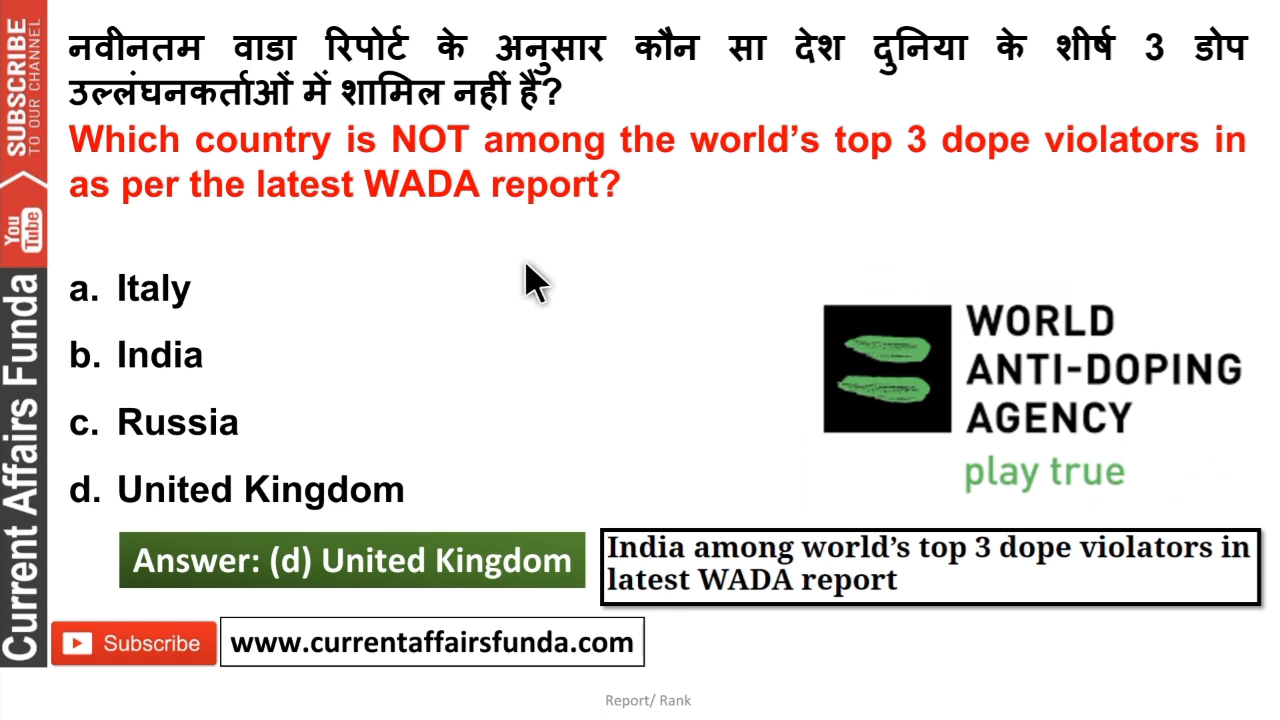 नवीनतम वाडा रिपोर्ट के अनुसार कौन सा देश दुनिया के शीर्ष 3 डोप
उल्लंघनकर्ताओं में शामिल नहीं है?
Which country is NOT among the world’s top 3 dope violators in
as per the latest WADA report?
a. Italy
b. India
c. Russia
d. United Kingdom
WORLD
ANTI-DOPING
AGENCY
play true
Answer: (d) United Kingdom
India among world’s top 3 dope violators in
latest WADA report
Subscribe
www.currentaffairsfunda.com
Report/ Rank
SUBSCRIBE
TO OUR CHANNEL
You
Tube
Current Affairs Funda